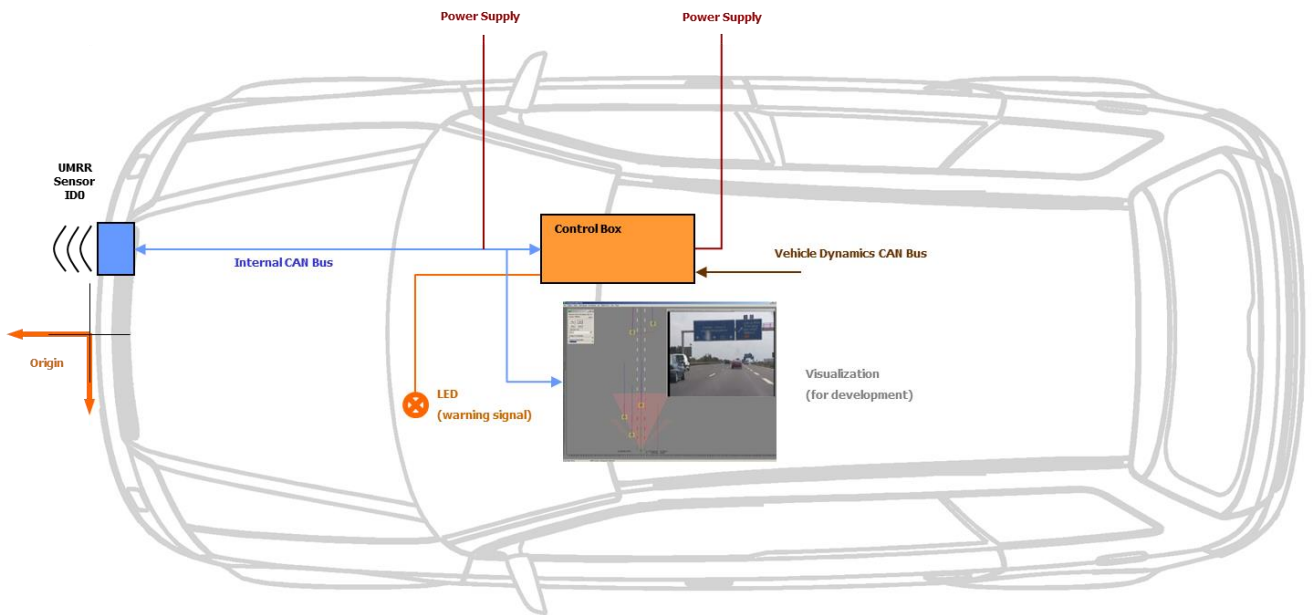 Power Supply
Power Supply
UMRR
Sensor
ID0
Control Box
Internal CAN Bus
Vehicle Dynamics CAN Bus
Origin
LED
(warning signal)
Visualization
(for development)